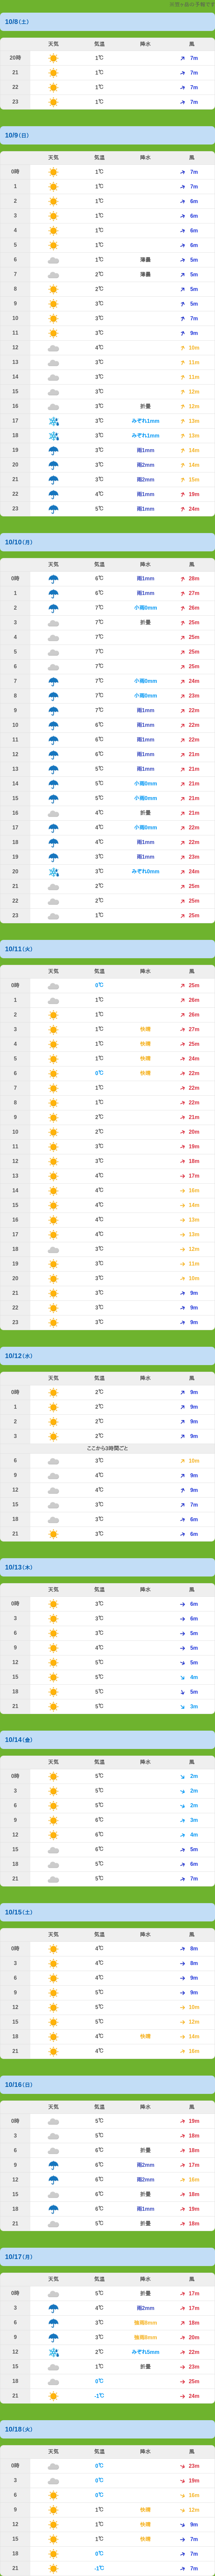 10/8(土)
天気 気温 降水 風
20時 1℃ 7m
21 1℃ 7m
22 1℃ 7m
23 1℃ 7m
10/9(日)
天気 気温 降水 風
0時 1℃ 7m
1 1℃ 7m
2 1℃ 6m
3 1℃ 6m
4 1℃ 6m
5 1℃ 6m
6 1℃ 薄曇 5m
7 2℃ 薄曇 5m
8 2℃ 5m
9 3℃ 5m
10 3℃ 7m
11 3℃ 9m
12 4℃ 10m
13 3℃ 11m
14 3℃ 11m
15 3℃ 12m
16 3℃ 折曇 12m
17 3℃ みぞれ1mm 13m
18 3℃ みぞれ1mm 13m
19 3℃ 雨1mm 14m
20 3℃ 雨2mm 14m
21 3℃ 雨2mm 15m
22 4℃ 雨1mm 19m
23 5℃ 雨1mm 24m
10/10(月)
天気 気温 降水 風
0時 6℃ 雨1mm 28m
1 6℃ 雨1mm 27m
2 7℃ 小雨0mm 26m
3 7℃ 折曇 25m
4 7℃ 25m
5 7℃ 25m
6 7℃ 25m
7 7℃ 小雨0mm 24m
8 7℃ 小雨0mm 23m
9 7℃ 雨1mm 22m
10 6℃ 雨1mm 22m
11 6℃ 雨1mm 22m
12 6℃ 雨1mm 21m
13 5℃ 雨1mm 21m
14 5℃ 小雨0mm 21m
15 5℃ 小雨0mm 21m
16 4℃ 折曇 21m
17 4℃ 小雨0mm 22m
18 4℃ 雨1mm 22m
19 3℃ 雨1mm 23m
20 3℃ みぞれ0mm 24m
21 2℃ 25m
22 2℃ 25m
23 1℃ 25m
10/11(火)
天気 気温 降水 風
0時 0℃ 25m
1 1℃ 26m
2 1℃ 26m
3 1℃ 快晴 27m
4 1℃ 快晴 25m
5 1℃ 快晴 24m
6 0℃ 快晴 22m
7 1℃ 22m
8 1℃ 22m
9 2℃ 21m
10 2℃ 20m
11 3℃ 19m
12 3℃ 18m
13 4℃ 17m
14 4℃ 16m
15 4℃ 14m
16 4℃ 13m
17 4℃ 13m
18 3℃ 12m
19 3℃ 11m
20 3℃ 10m
21 3℃ 9m
22 3℃ 9m
23 3℃ 9m
10/12(水)
天気 気温 降水 風
0時 2℃ 9m
1 2℃ 9m
2 2℃ 9m
3 2℃ 9m
ここから3時間ごと
6 3℃ 10m
9 4℃ 9m
12 4℃ 9m
15 3℃ 7m
18 3℃ 6m
21 3℃ 6m
10/13(木)
天気 気温 降水 風
0時 3℃ 6m
3 3℃ 6m
6 3℃ 5m
9 4℃ 5m
12 5℃ 5m
15 5℃ 4m
18 5℃ 5m
21 5℃ 3m
10/14(金)
天気 気温 降水 風
0時 5℃ 2m
3 5℃ 2m
6 5℃ 2m
9 6℃ 3m
12 6℃ 4m
15 6℃ 5m
18 5℃ 6m
21 5℃ 7m
10/15(土)
天気 気温 降水 風
0時 4℃ 8m
3 4℃ 8m
6 4℃ 9m
9 5℃ 9m
12 5℃ 10m
15 5℃ 12m
18 4℃ 快晴 14m
21 4℃ 16m
10/16(日)
天気 気温 降水 風
0時 5℃ 19m
3 5℃ 18m
6 6℃ 折曇 18m
9 6℃ 雨2mm 17m
12 6℃ 雨2mm 16m
15 6℃ 折曇 18m
18 6℃ 雨1mm 19m
21 5℃ 折曇 18m
10/17(月)
天気 気温 降水 風
0時 5℃ 折曇 17m
3 4℃ 雨2mm 17m
6 3℃ 強雨6mm 18m
9 3℃ 強雨8mm 20m
12 2℃ みぞれ5mm 22m
15 1℃ 折曇 23m
18 0℃ 25m
21 -1℃ 24m
10/18(火)
天気 気温 降水 風
0時 0℃ 23m
3 0℃ 19m
6 0℃ 16m
9 1℃ 快晴 12m
12 1℃ 快晴 9m
15 1℃ 快晴 7m
18 0℃ 7m
21 -1℃ 7m